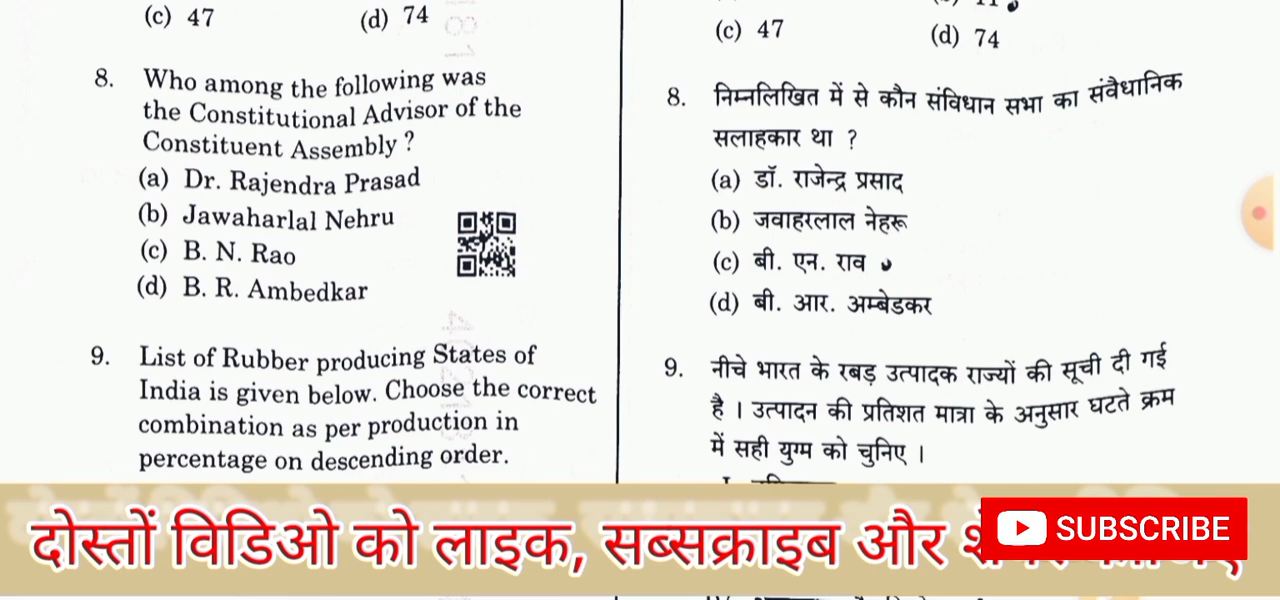 (c) 47 (d) 74
8. Who among the following was
the Constitutional Advisor of the
Constituent Assembly ?
(a) Dr. Rajendra Prasad
(b) Jawaharlal Nehru
(c) B. N. Rao
(d) B. R. Ambedkar
9. List of Rubber producing States of
India is given below. Choose the correct
combination as per production in
percentage on descending order.
(c) 47 (d) 74
8. निम्नलिखित में से कौन संविधान सभा का संवैधानिक
सलाहकार था ?
(a) डॉ. राजेन्द्र प्रसाद
(b) जवाहरलाल नेहरू
(c) बी. एन. राव
(d) बी. आर. अम्बेडकर
9. नीचे भारत के रबड़ उत्पादक राज्यों की सूची दी गई
है । उत्पादन की प्रतिशत मात्रा के अनुसार घटते क्रम
में सही युग्म को चुनिए ।
दोस्तों विडिओ को लाइक, सब्सक्राइब और
SUBSCRIBE